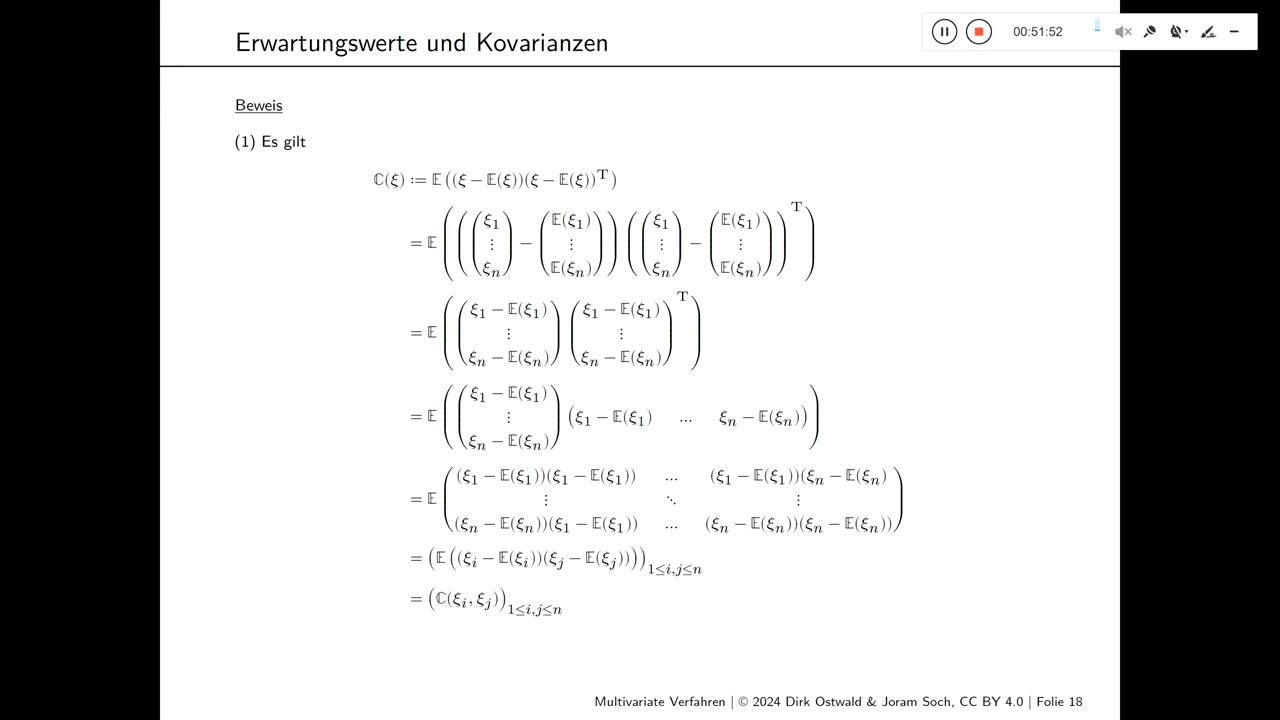 Erwartungswerte und Kovarianzen
00:51:52
Beweis
(1) Es gilt
ℂ(ξ) := 𝔼((ξ − 𝔼(ξ))(ξ − 𝔼(ξ))ᵀ)
= 𝔼(((ξ₁ ⋮ ξₙ) − (𝔼(ξ₁) ⋮ 𝔼(ξₙ)))((ξ₁ ⋮ ξₙ) − (𝔼(ξ₁) ⋮ 𝔼(ξₙ)))ᵀ)
= 𝔼((ξ₁ − 𝔼(ξ₁) ⋮ ξₙ − 𝔼(ξₙ))(ξ₁ − 𝔼(ξ₁) ⋮ ξₙ − 𝔼(ξₙ))ᵀ)
= 𝔼((ξ₁ − 𝔼(ξ₁) ⋮ ξₙ − 𝔼(ξₙ))(ξ₁ − 𝔼(ξ₁) ... ξₙ − 𝔼(ξₙ)))
= 𝔼((ξ₁ − 𝔼(ξ₁))(ξ₁ − 𝔼(ξ₁)) ... (ξ₁ − 𝔼(ξ₁))(ξₙ − 𝔼(ξₙ)
⋮ ⋱ ⋮
(ξₙ − 𝔼(ξₙ))(ξ₁ − 𝔼(ξ₁)) ... (ξₙ − 𝔼(ξₙ))(ξₙ − 𝔼(ξₙ)))
= (𝔼((ξᵢ − 𝔼(ξᵢ))(ξⱼ − 𝔼(ξⱼ))))1≤i,j≤n
= (ℂ(ξᵢ, ξⱼ))1≤i,j≤n
Multivariate Verfahren | © 2024 Dirk Ostwald & Joram Soch, CC BY 4.0 | Folie 18